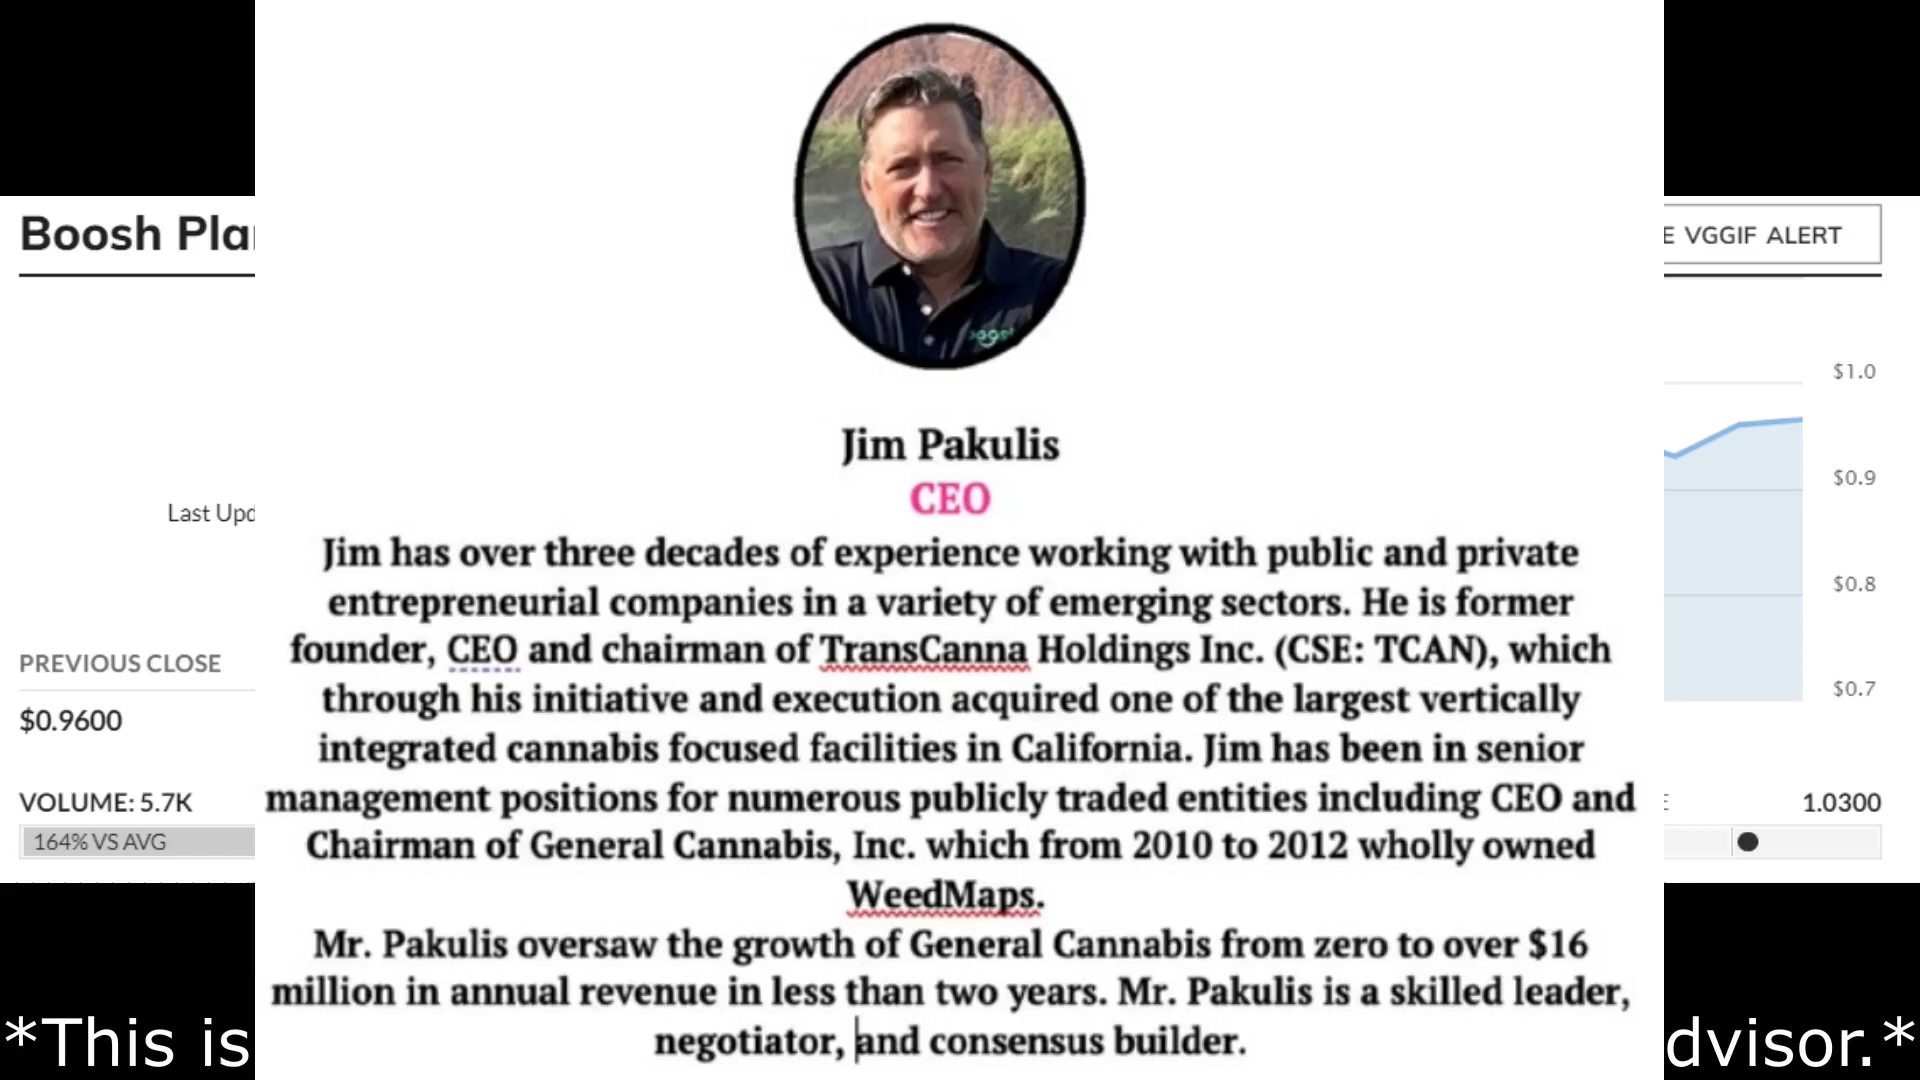 Boosh Pla
E VGGIF ALERT
$1.0
$0.9
$0.8
$0.7
Last Upd
PREVIOUS CLOSE
$0.9600
VOLUME: 5.7K
164% VS AVG
1.0300
Jim Pakulis
CEO
Jim has over three decades of experience working with public and private
entrepreneurial companies in a variety of emerging sectors. He is former
founder, CEO and chairman of TransCanna Holdings Inc. (CSE: TCAN), which
through his initiative and execution acquired one of the largest vertically
integrated cannabis focused facilities in California. Jim has been in senior
management positions for numerous publicly traded entities including CEO and
Chairman of General Cannabis, Inc. which from 2010 to 2012 wholly owned
WeedMaps.
Mr. Pakulis oversaw the growth of General Cannabis from zero to over $16
million in annual revenue in less than two years. Mr. Pakulis is a skilled leader,
negotiator, and consensus builder.
*This is
dvisor.*